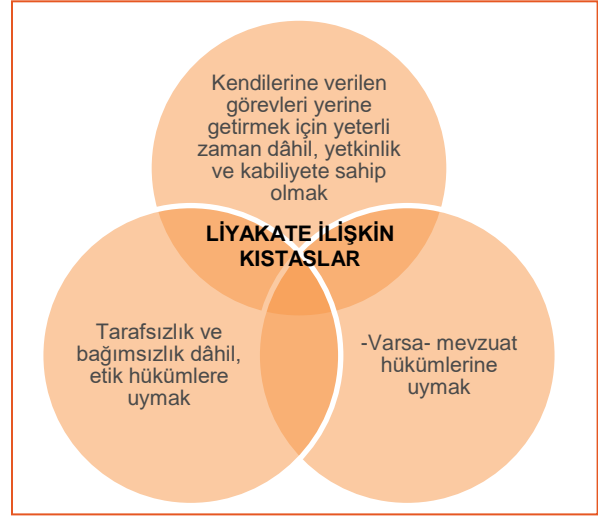 Kendilerine verilen
görevleri yerine
getirmek için yeterli
zaman dâhil, yetkinlik
ve kabiliyete sahip
olmak
LİYAKATE İLİŞKİN
KISTASLAR
Tarafsızlık ve
bağımsızlık dâhil,
etik hükümlere
uymak
-Varsa- mevzuat
hükümlerine
uymak